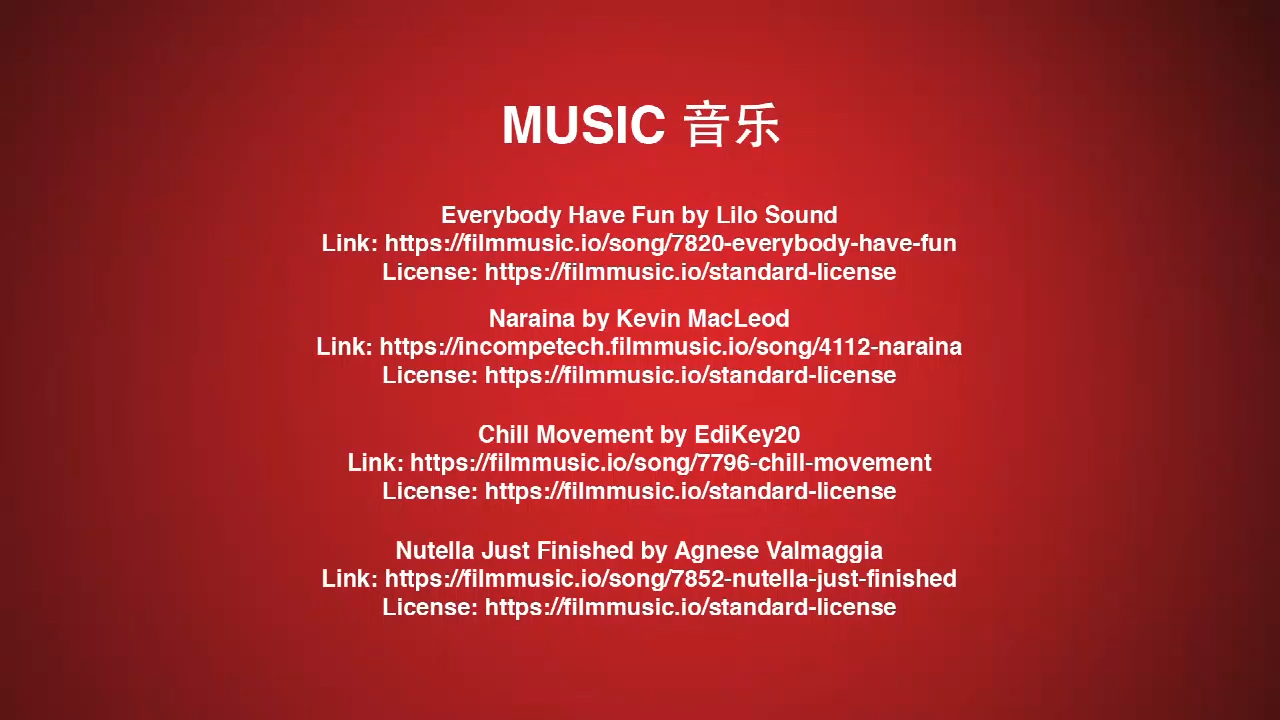 MUSIC 音乐
Everybody Have Fun by Lilo Sound
Link: https://filmmusic.io/song/7820-everybody-have-fun
License: https://filmmusic.io/standard-license
Naraina by Kevin MacLeod
Link: https://incompetech.filmmusic.io/song/4112-naraina
License: https://filmmusic.io/standard-license
Chill Movement by EdiKey20
Link: https://filmmusic.io/song/7796-chill-movement
License: https://filmmusic.io/standard-license
Nutella Just Finished by Agnese Valmaggia
Link: https://filmmusic.io/song/7852-nutella-just-finished
License: https://filmmusic.io/standard-license